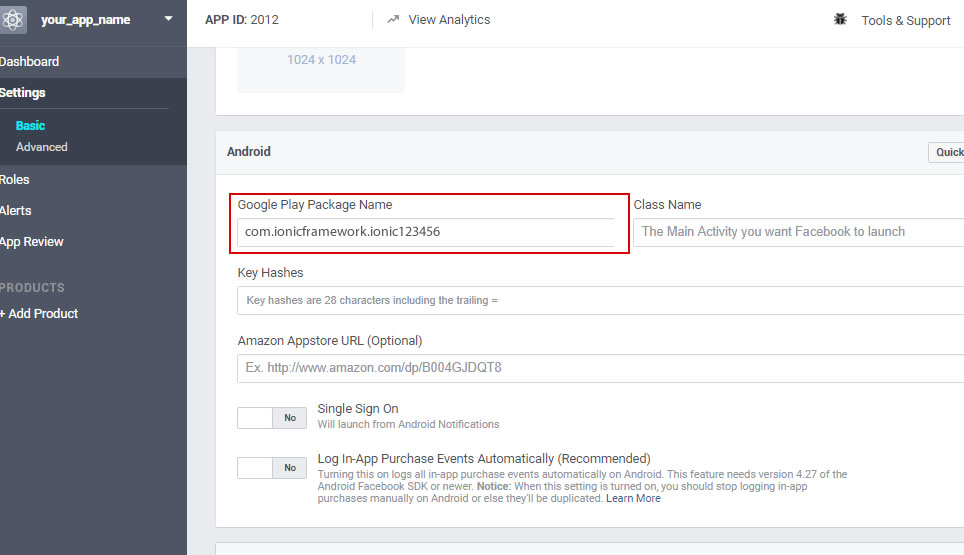 your_app_name
APP ID: 2012
View Analytics
Tools & Support
Dashboard
Settings
Basic
Advanced
Roles
Alerts
App Review
PRODUCTS
+ Add Product
1024 x 1024
Android
Quick
Google Play Package Name
com.ionicframework.ionic123456
Class Name
The Main Activity you want Facebook to launch
Key Hashes
Key hashes are 28 characters including the trailing =
Amazon Appstore URL (Optional)
Ex. http://www.amazon.com/dp/B004GJDQT8
No
Single Sign On
Will launch from Android Notifications
No
Log In-App Purchase Events Automatically (Recommended)
Turning this on logs all in-app purchase events automatically on Android. This feature needs version 4.27 of the
Android Facebook SDK or newer. Notice: When this setting is turned on, you should stop logging in-app
purchases manually on Android or else they'll be duplicated. Learn More